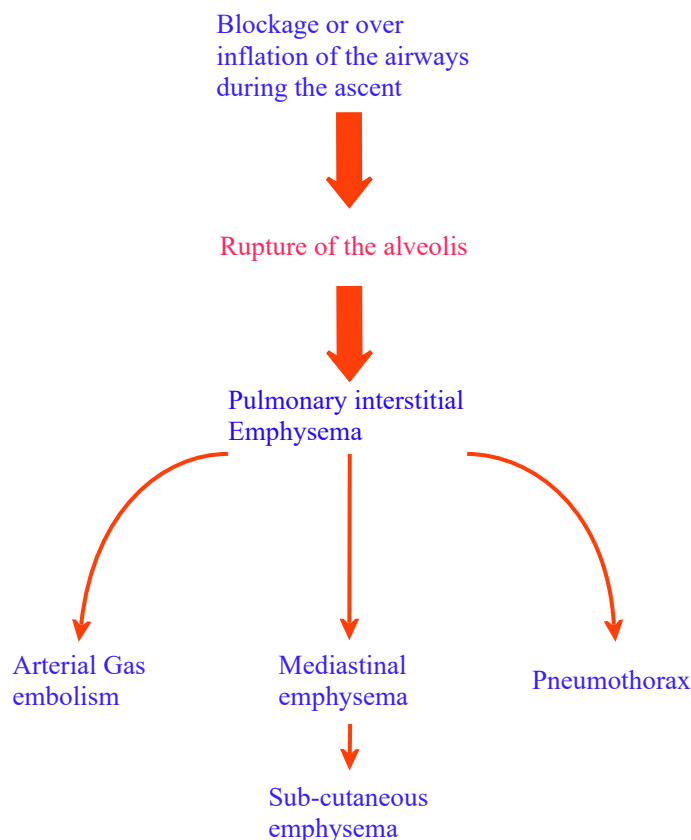 Blockage or over
inflation of the airways
during the ascent
Rupture of the alveolis
Pulmonary interstitial
Emphysema
Arterial Gas
embolism
Mediastinal
emphysema
Pneumothorax
Sub-cutaneous
emphysema